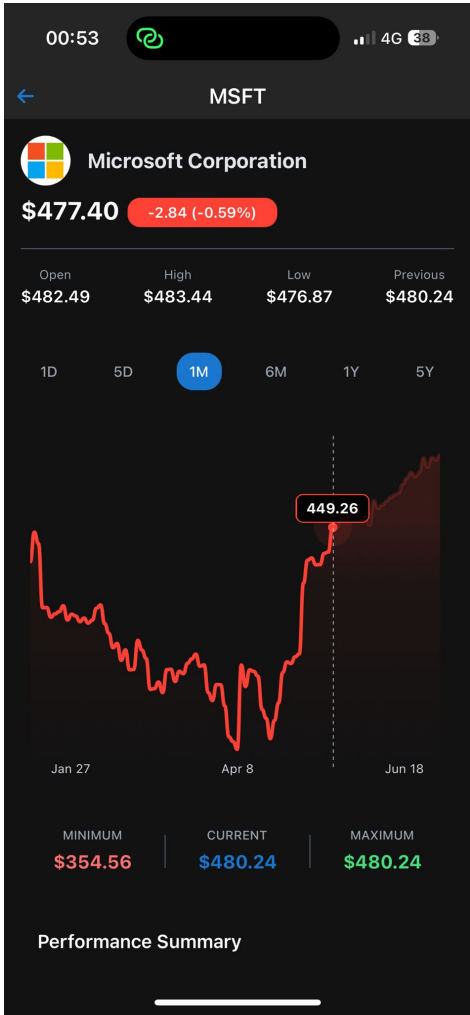 00:53 4G 38
MSFT
Microsoft Corporation
$477.40 -2.84 (-0.59%)
Open High Low Previous
$482.49 $483.44 $476.87 $480.24
1D 5D 1M 6M 1Y 5Y
449.26
Jan 27 Apr 8 Jun 18
MINIMUM CURRENT MAXIMUM
$354.56 $480.24 $480.24
Performance Summary